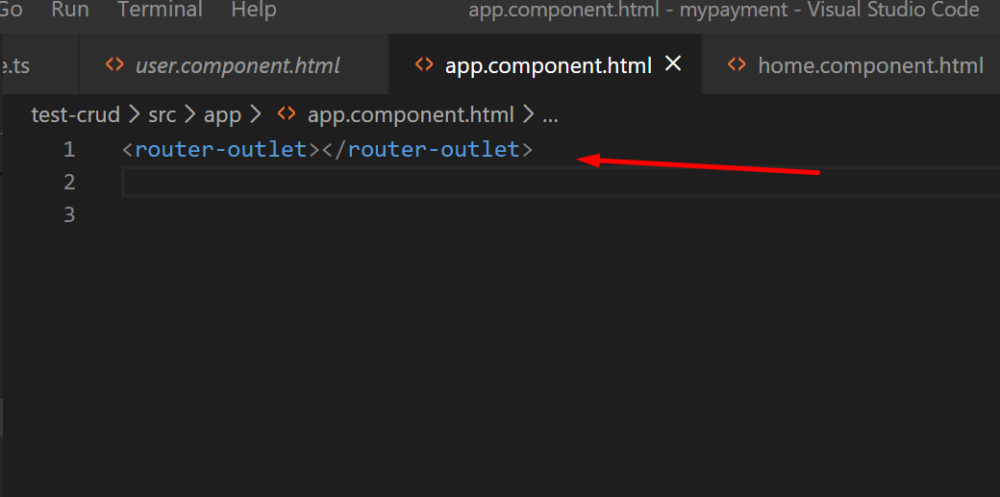 Go Run Terminal Help app.component.html - mypayment - Visual Studio Code
e.ts user.component.html app.component.html home.component.html
test-crud > src > app > app.component.html > ...
1 <router-outlet></router-outlet>
2
3